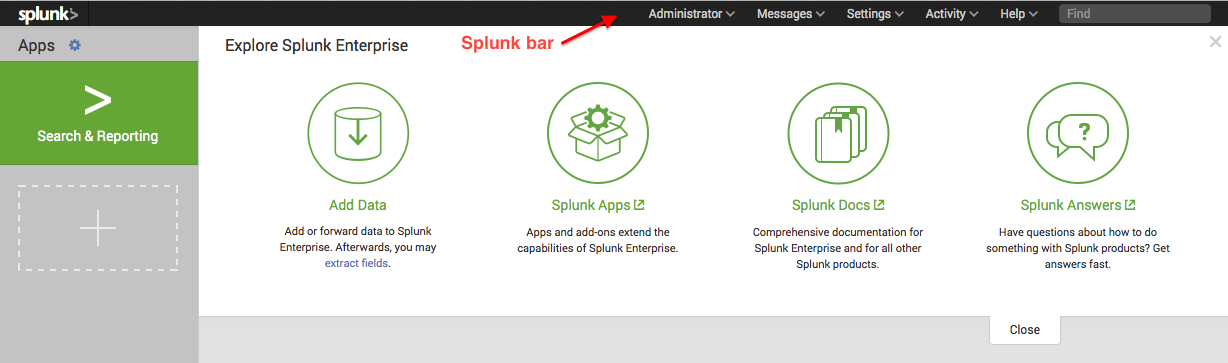 splunk>
Administrator
Messages
Settings
Activity
Help
Find
Apps
Splunk bar
Explore Splunk Enterprise
>
Search & Reporting
Add Data
Add or forward data to Splunk
Enterprise. Afterwards, you may
extract fields.
Splunk Apps
Apps and add-ons extend the
capabilities of Splunk Enterprise.
Splunk Docs
Comprehensive documentation for
Splunk Enterprise and for all other
Splunk products.
?
Splunk Answers
Have questions about how to do
something with Splunk products? Get
answers fast.
Close